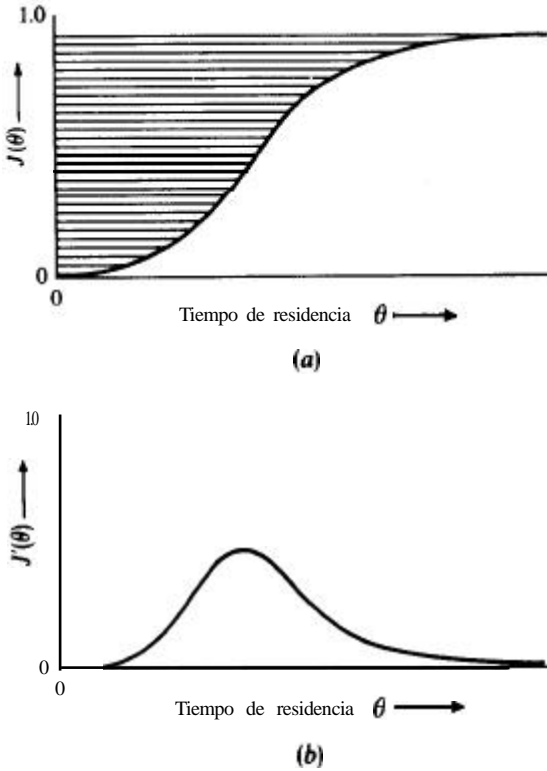 1.0
J(θ)
0
0
Tiempo de residencia θ
(a)
1.0
J'(θ)
0
0
Tiempo de residencia θ
(b)